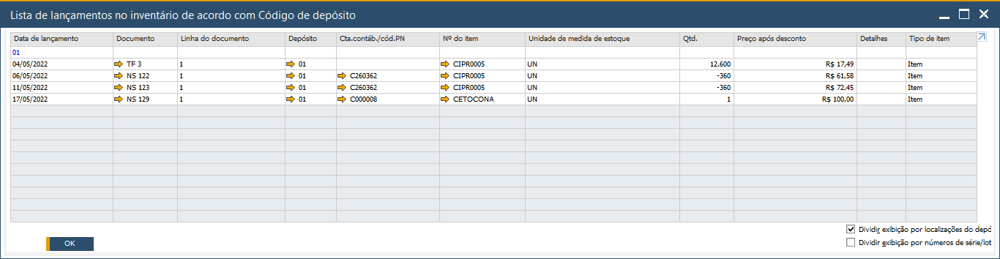 Lista de lançamentos no inventário de acordo com Código de depósito
Data de lançamento Documento Linha do documento Depósito Cta.contáb./cód.PN Nº do item Unidade de medida de estoque Qtd. Preço após desconto Detalhes Tipo de item
01
04/05/2022 TF 3 1 01 CIPR0005 UN 12.600 R$ 17,49 Item
06/05/2022 NS 122 1 01 C260362 CIPR0005 UN -360 R$ 61,58 Item
11/05/2022 NS 123 1 01 C260362 CIPR0005 UN -360 R$ 72,45 Item
17/05/2022 NS 129 1 01 C000008 CETOCONA UN 1 R$ 100,00 Item
Dividir exibição por localizações do depó
Dividir exibição por números de série/lot
OK